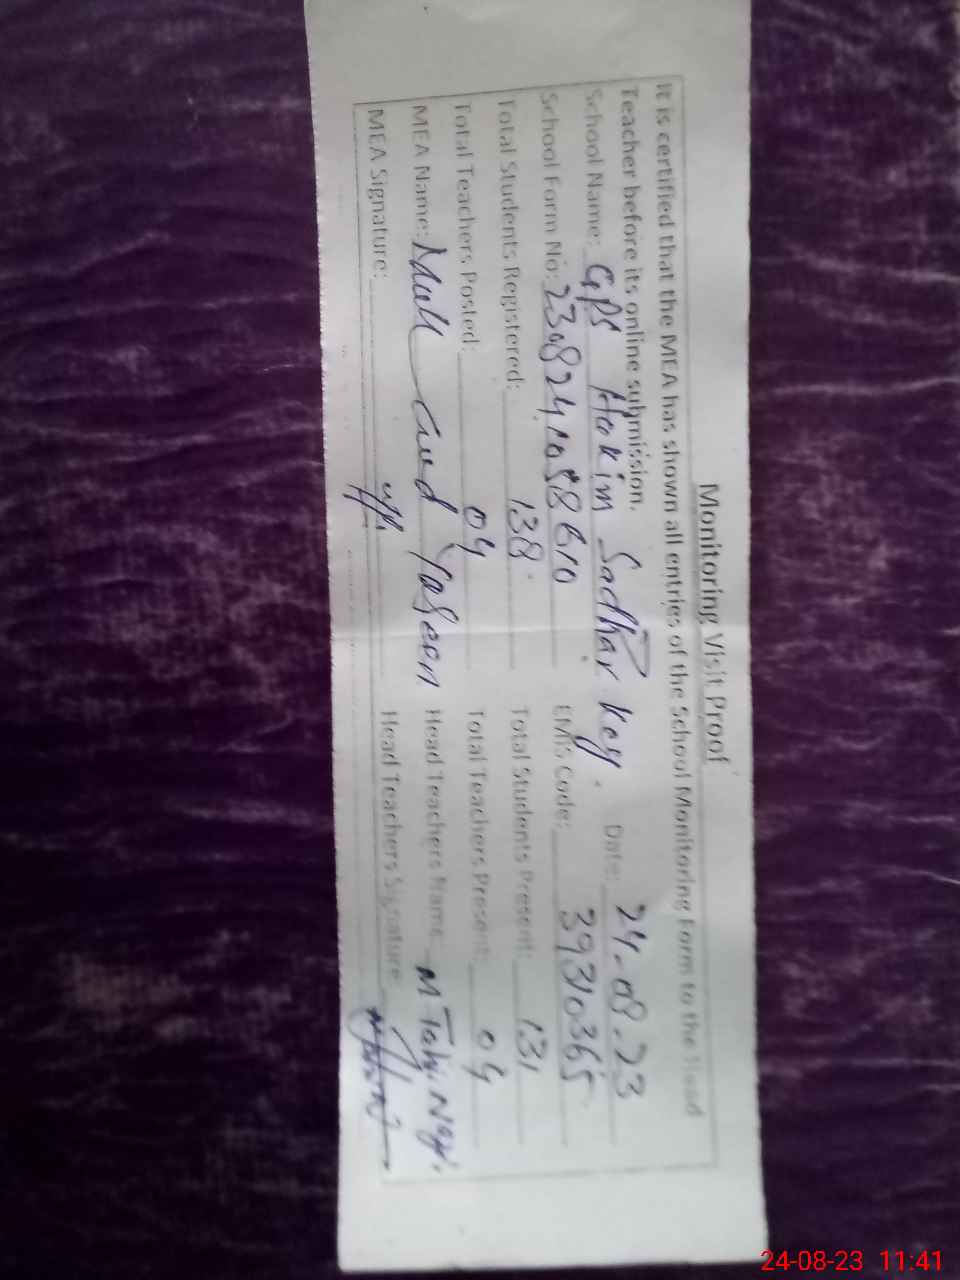 Monitoring Visit Proof
It is certified that the MEA has shown all entries of the School Monitoring Form to the Head
Teacher before its online submission. Date: 24-08-23
School Name: GPS Hakim Sadhar Key.
School Form No: EMIS Code: 39310365
Total Students Registered: 138 Total Students Present: 131
Total Teachers Posted: 04 Total Teachers Present: 04
MEA Name: Yaseen Head Teachers Name: M Tahir
MEA Signature: Head Teachers Signature:
24-08-23 11:41